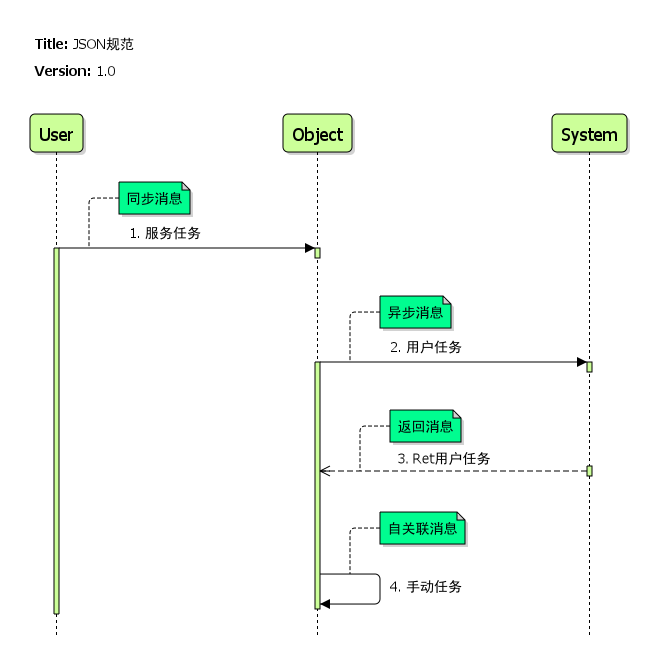 Title: JSON规范
Version: 1.0
User
Object
System
同步消息
1. 服务任务
异步消息
2. 用户任务
返回消息
3. Ret用户任务
自关联消息
4. 手动任务